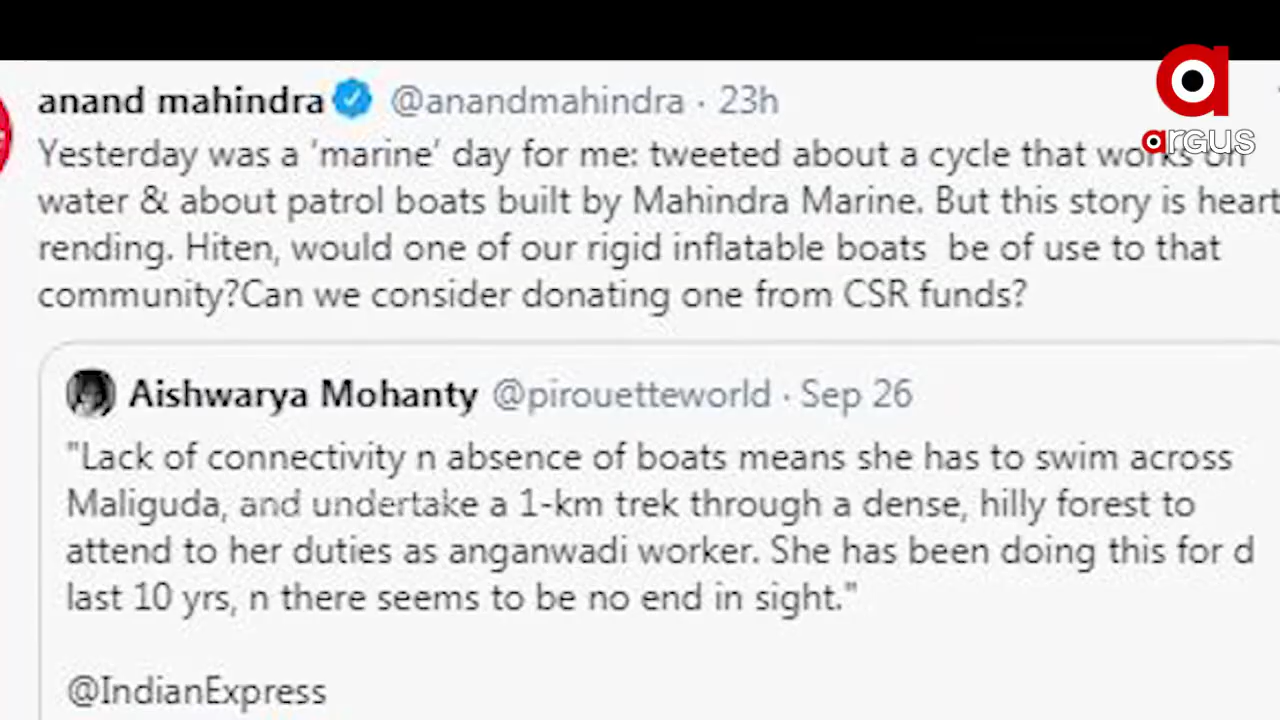 anand mahindra @anandmahindra · 23h
argus
Yesterday was a ‘marine’ day for me: tweeted about a cycle that works on
water & about patrol boats built by Mahindra Marine. But this story is heart
rending. Hiten, would one of our rigid inflatable boats  be of use to that
community?Can we consider donating one from CSR funds?
Aishwarya Mohanty @pirouetteworld · Sep 26
"Lack of connectivity n absence of boats means she has to swim across
Maliguda, and undertake a 1-km trek through a dense, hilly forest to
attend to her duties as anganwadi worker. She has been doing this for d
last 10 yrs, n there seems to be no end in sight."
@IndianExpress